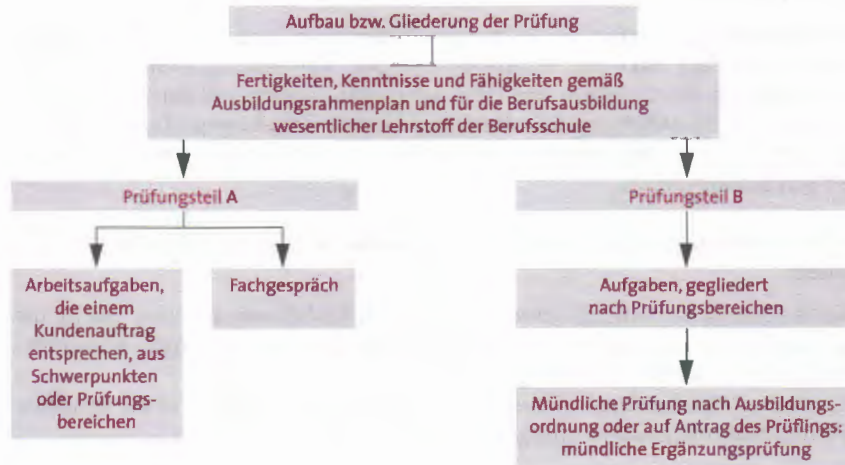 Aufbau bzw. Gliederung der Prüfung
Fertigkeiten, Kenntnisse und Fähigkeiten gemäß
Ausbildungsrahmenplan und für die Berufsausbildung
wesentlicher Lehrstoff der Berufsschule
Prüfungsteil A
Prüfungsteil B
Arbeitsaufgaben,
die einem
Kundenauftrag
entsprechen, aus
Schwerpunkten
oder Prüfungs-
bereichen
Fachgespräch
Aufgaben, gegliedert
nach Prüfungsbereichen
Mündliche Prüfung nach Ausbildungs-
ordnung oder auf Antrag des Prüflings:
mündliche Ergänzungsprüfung